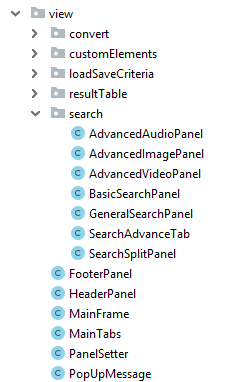 view
convert
customElements
loadSaveCriteria
resultTable
search
C AdvancedAudioPanel
C AdvancedImagePanel
C AdvancedVideoPanel
C BasicSearchPanel
C GeneralSearchPanel
C SearchAdvanceTab
C SearchSplitPanel
C FooterPanel
C HeaderPanel
C MainFrame
C MainTabs
C PanelSetter
C PopUpMessage